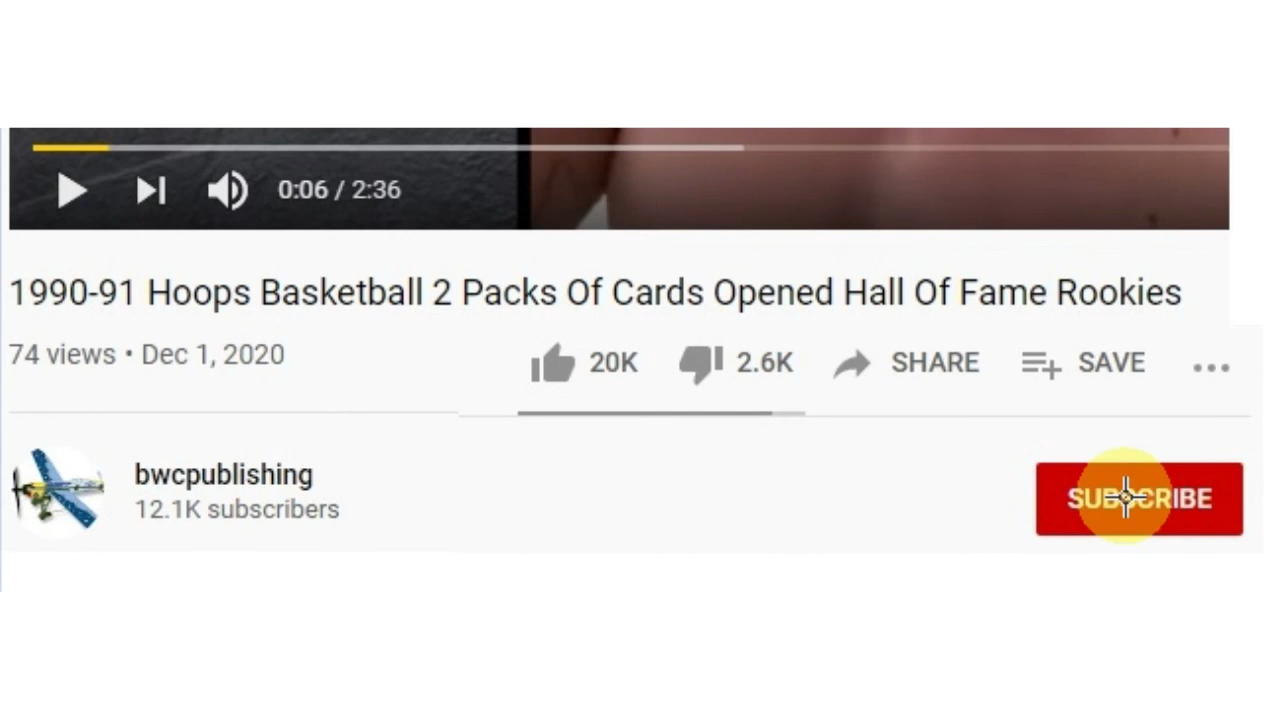 0:06 / 2:36
1990-91 Hoops Basketball 2 Packs Of Cards Opened Hall Of Fame Rookies
74 views • Dec 1, 2020
20K 2.6K SHARE SAVE
bwcpublishing
12.1K subscribers
SUBSCRIBE